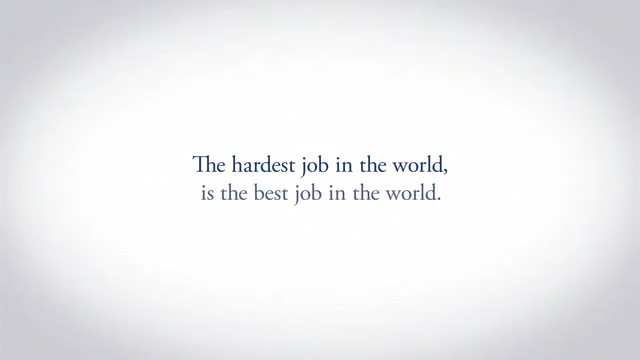 The hardest job in the world,
is the best job in the world.